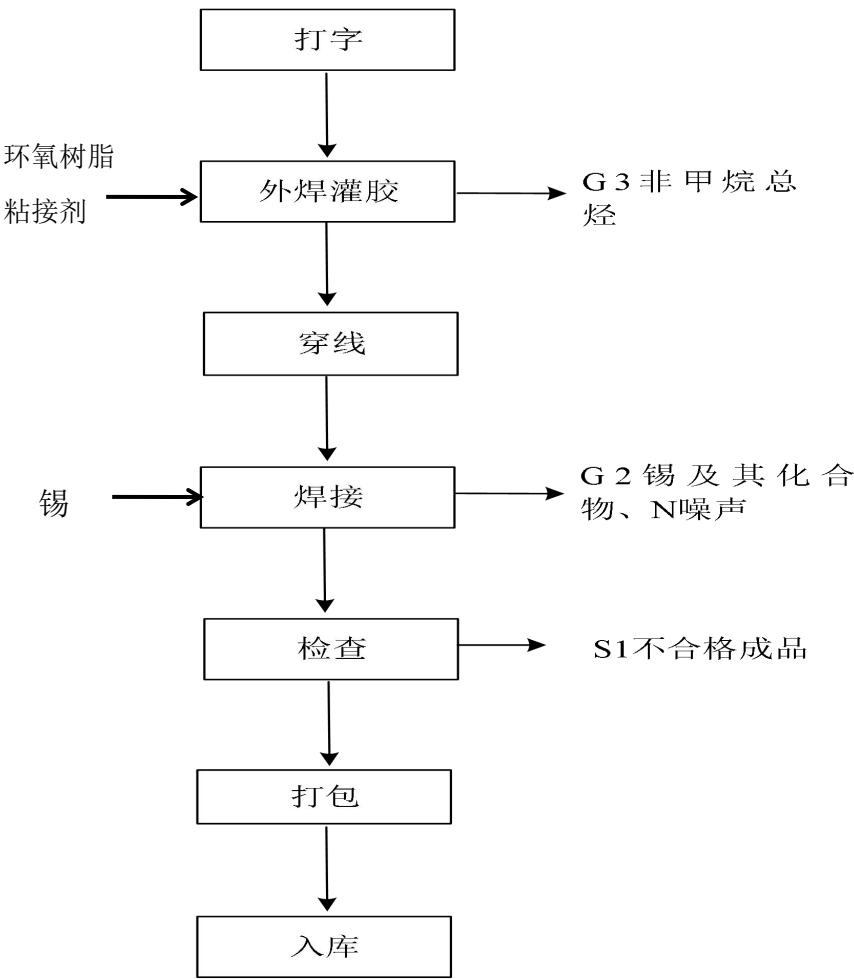 打字
环氧树脂
粘接剂
外焊灌胶
G3非甲烷总
烃
穿线
锡
焊接
G2锡及其化合
物、N噪声
检查
S1不合格成品
打包
入库